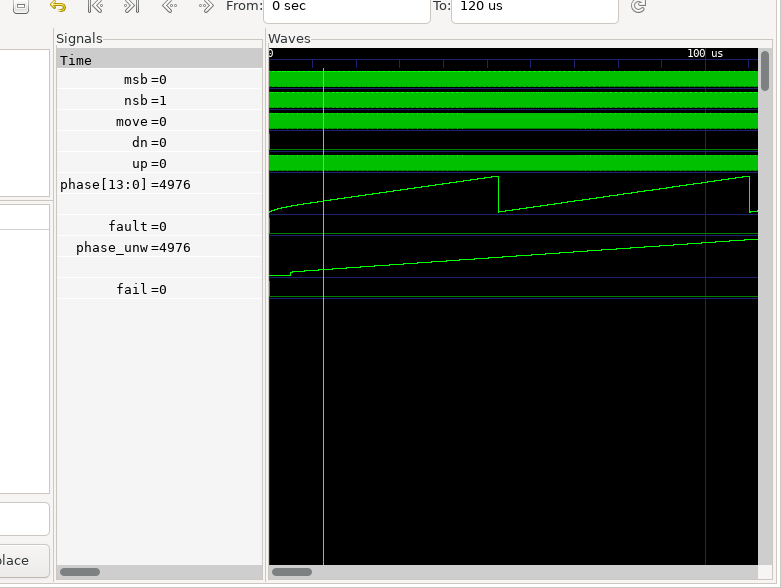 From: 0 sec To: 120 us
Signals
Waves
Time
0 100 us
msb=0
nsb=1
move=0
dn=0
up=0
phase[13:0]=4976
fault=0
phase_unw=4976
fail=0
lace